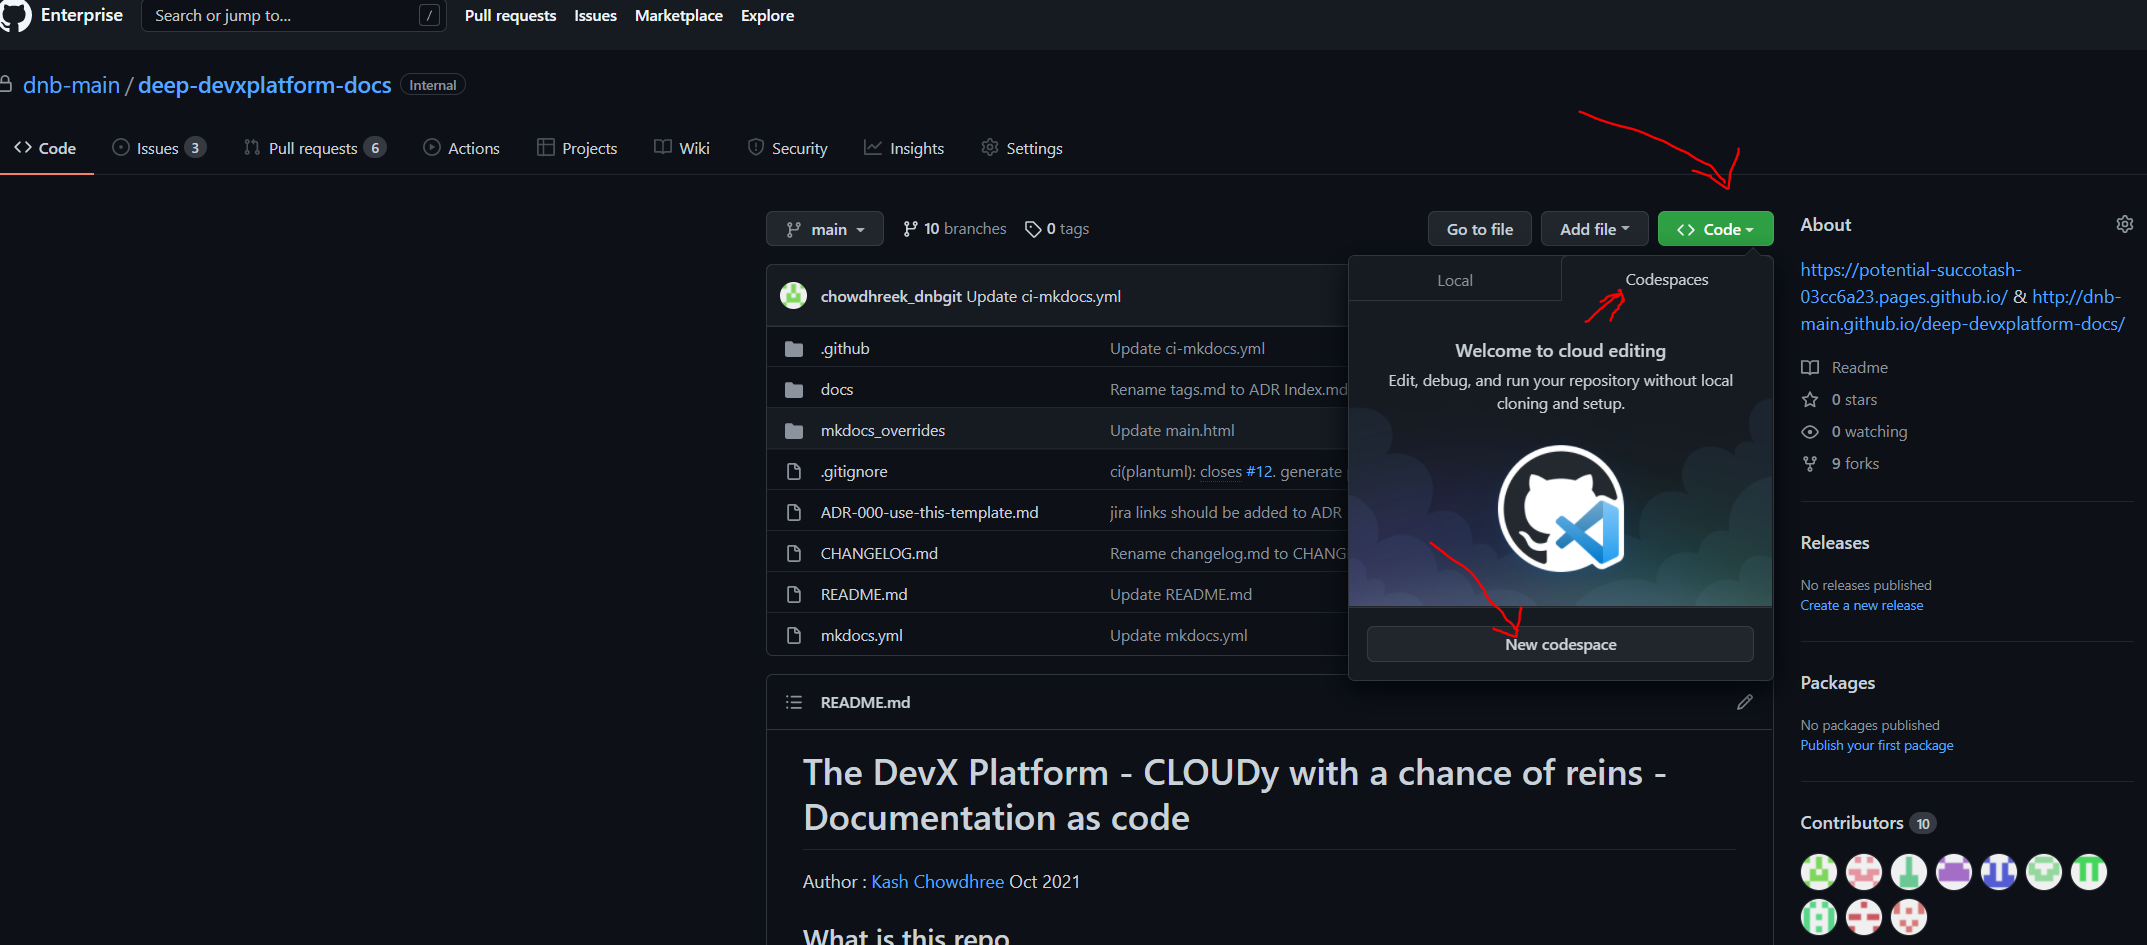 Enterprise Search or jump to... / Pull requests Issues Marketplace Explore
dnb-main / deep-devxplatform-docs Internal
Code Issues 3 Pull requests 6 Actions Projects Wiki Security Insights Settings
main 10 branches 0 tags Go to file Add file Code
chowdhreek_dnbgit Update ci-mkdocs.yml
.github Update ci-mkdocs.yml
docs Rename tags.md to ADR Index.md
mkdocs_overrides Update main.html
.gitignore ci(plantuml): closes #12. generate
ADR-000-use-this-template.md jira links should be added to ADR
CHANGELOG.md Rename changelog.md to CHANG
README.md Update README.md
mkdocs.yml Update mkdocs.yml
Local Codespaces
Welcome to cloud editing
Edit, debug, and run your repository without local
cloning and setup.
New codespace
README.md
The DevX Platform - CLOUDy with a chance of reins -
Documentation as code
Author : Kash Chowdhree Oct 2021
What is this repo
About
https://potential-succotash-
03cc6a23.pages.github.io/ & http://dnb-
main.github.io/deep-devxplatform-docs/
Readme
0 stars
0 watching
9 forks
Releases
No releases published
Create a new release
Packages
No packages published
Publish your first package
Contributors 10